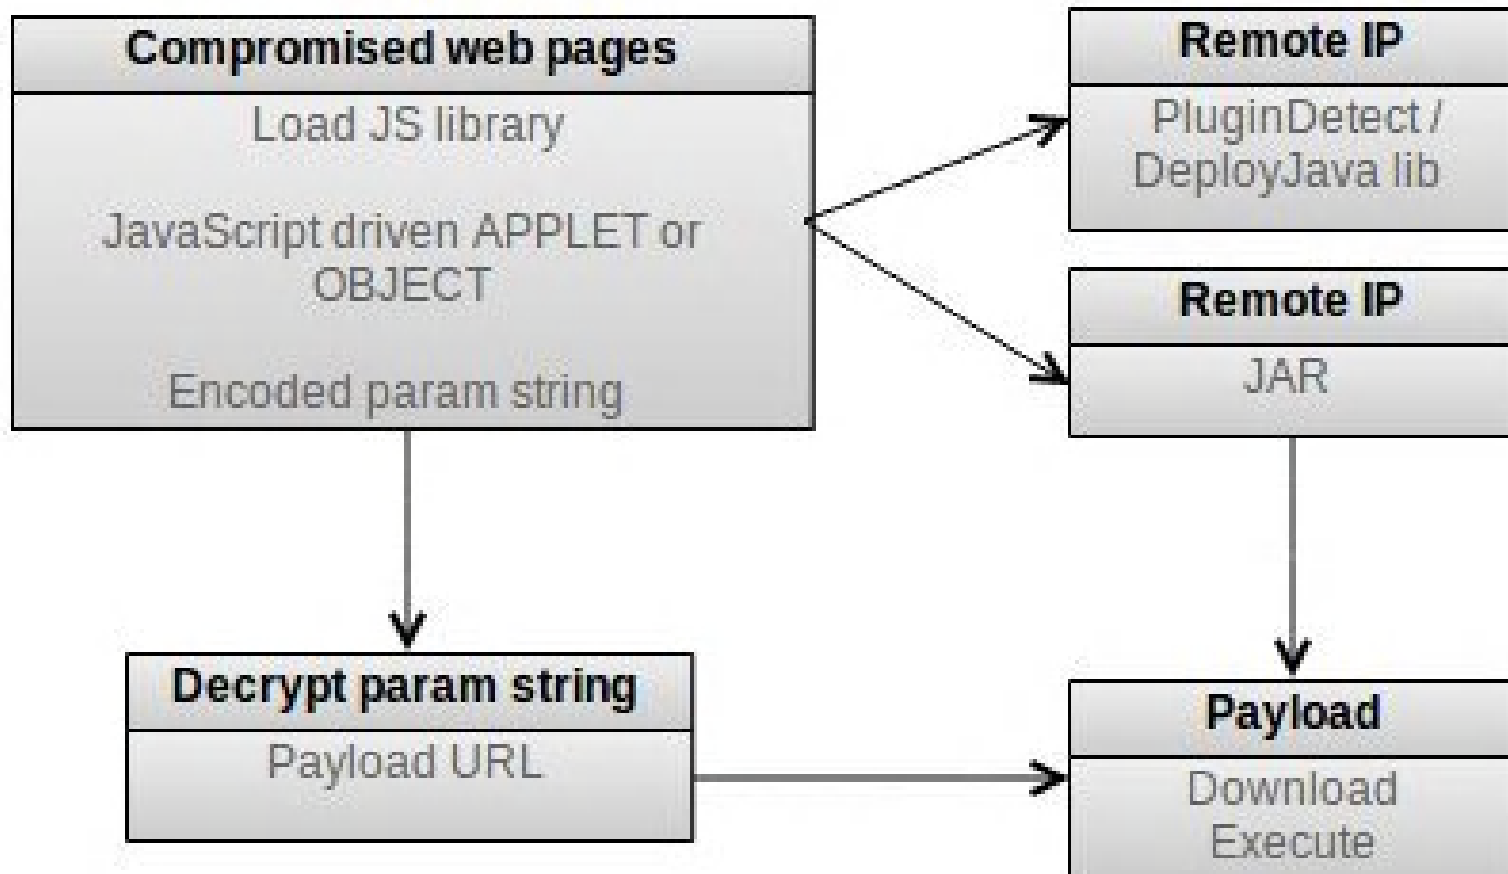 Compromised web pages
Load JS library
JavaScript driven APPLET or
OBJECT
Encoded param string
Remote IP
PluginDetect /
DeployJava lib
Remote IP
JAR
Decrypt param string
Payload URL
Payload
Download
Execute